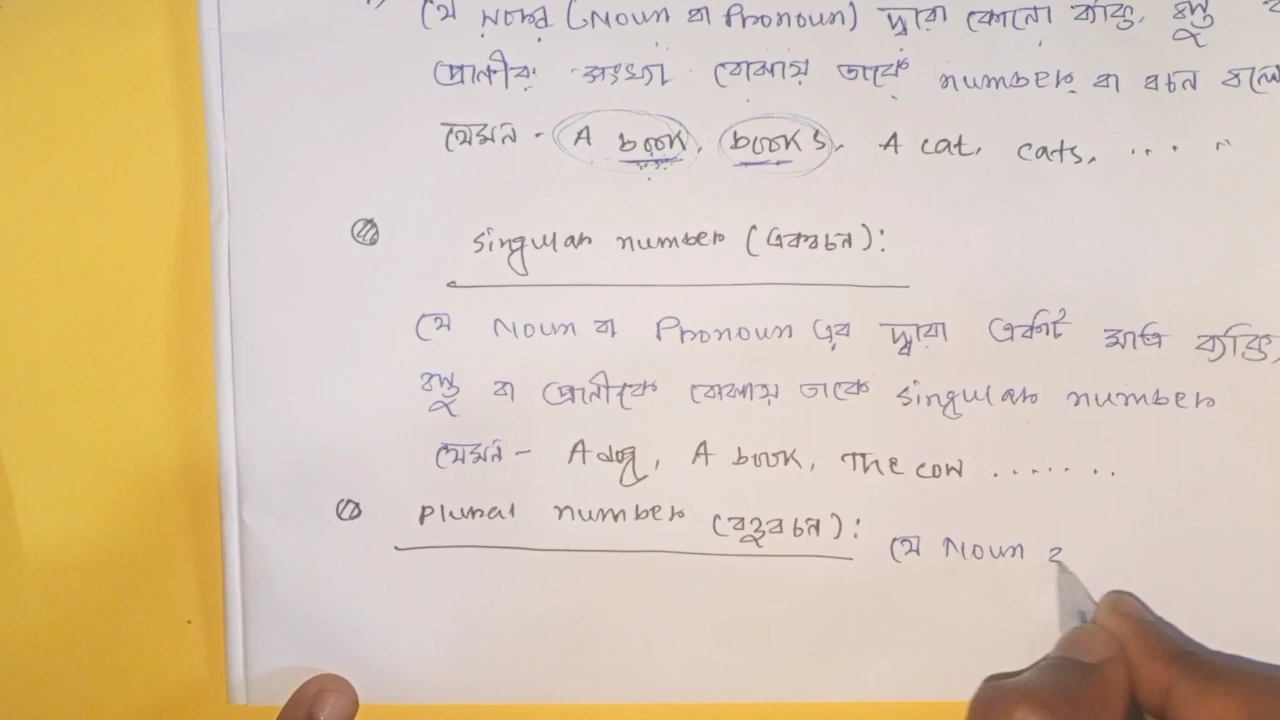 যে শব্দের (Noun বা Pronoun) দ্বারা কোনো ব্যক্তি, বস্তু
প্রাণীর সংখ্যা বোঝায় তাকে number বা বচন বলে
যেমন - A book, books, A cat, cats, ....
Singular number (একবচন):
যে Noun বা Pronoun এর দ্বারা একটি মাত্র ব্যক্তি,
বস্তু বা প্রাণীকে বোঝায় তাকে singular number
যেমন - A dog, A book, The cow ........
Plural number (বহুবচন): যে Noun